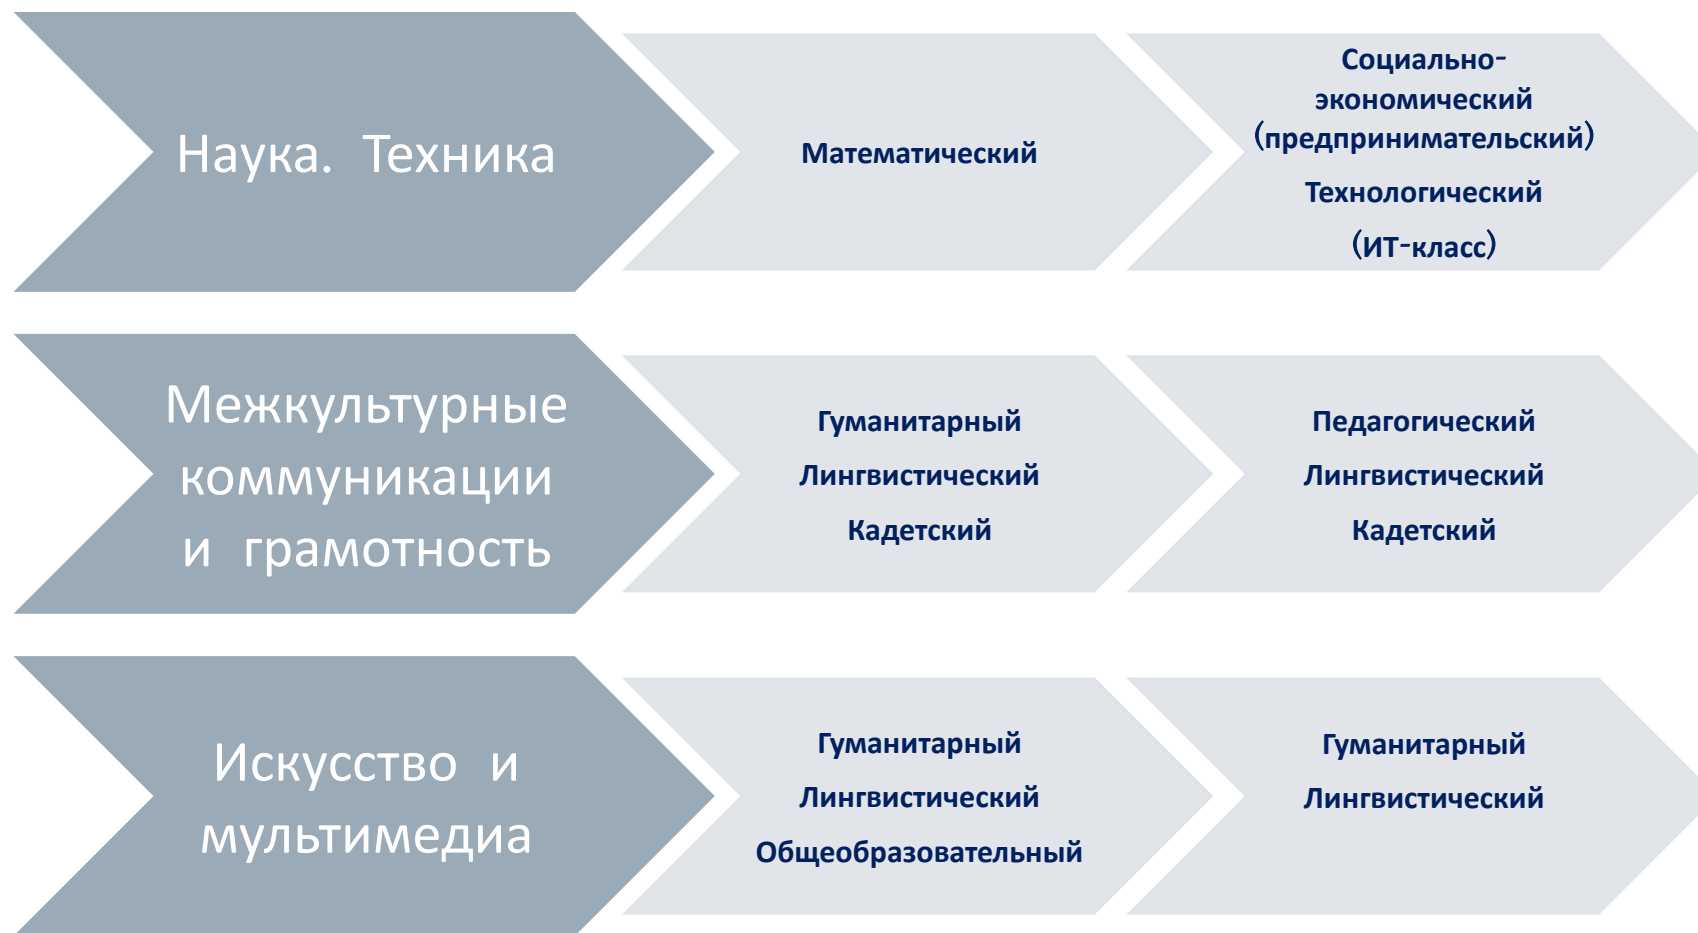 Наука. Техника
Математический
Социально-
экономический
(предпринимательский)
Технологический
(ИТ-класс)
Межкультурные
коммуникации
и грамотность
Гуманитарный
Лингвистический
Кадетский
Педагогический
Лингвистический
Кадетский
Искусство и
мультимедиа
Гуманитарный
Лингвистический
Общеобразовательный
Гуманитарный
Лингвистический